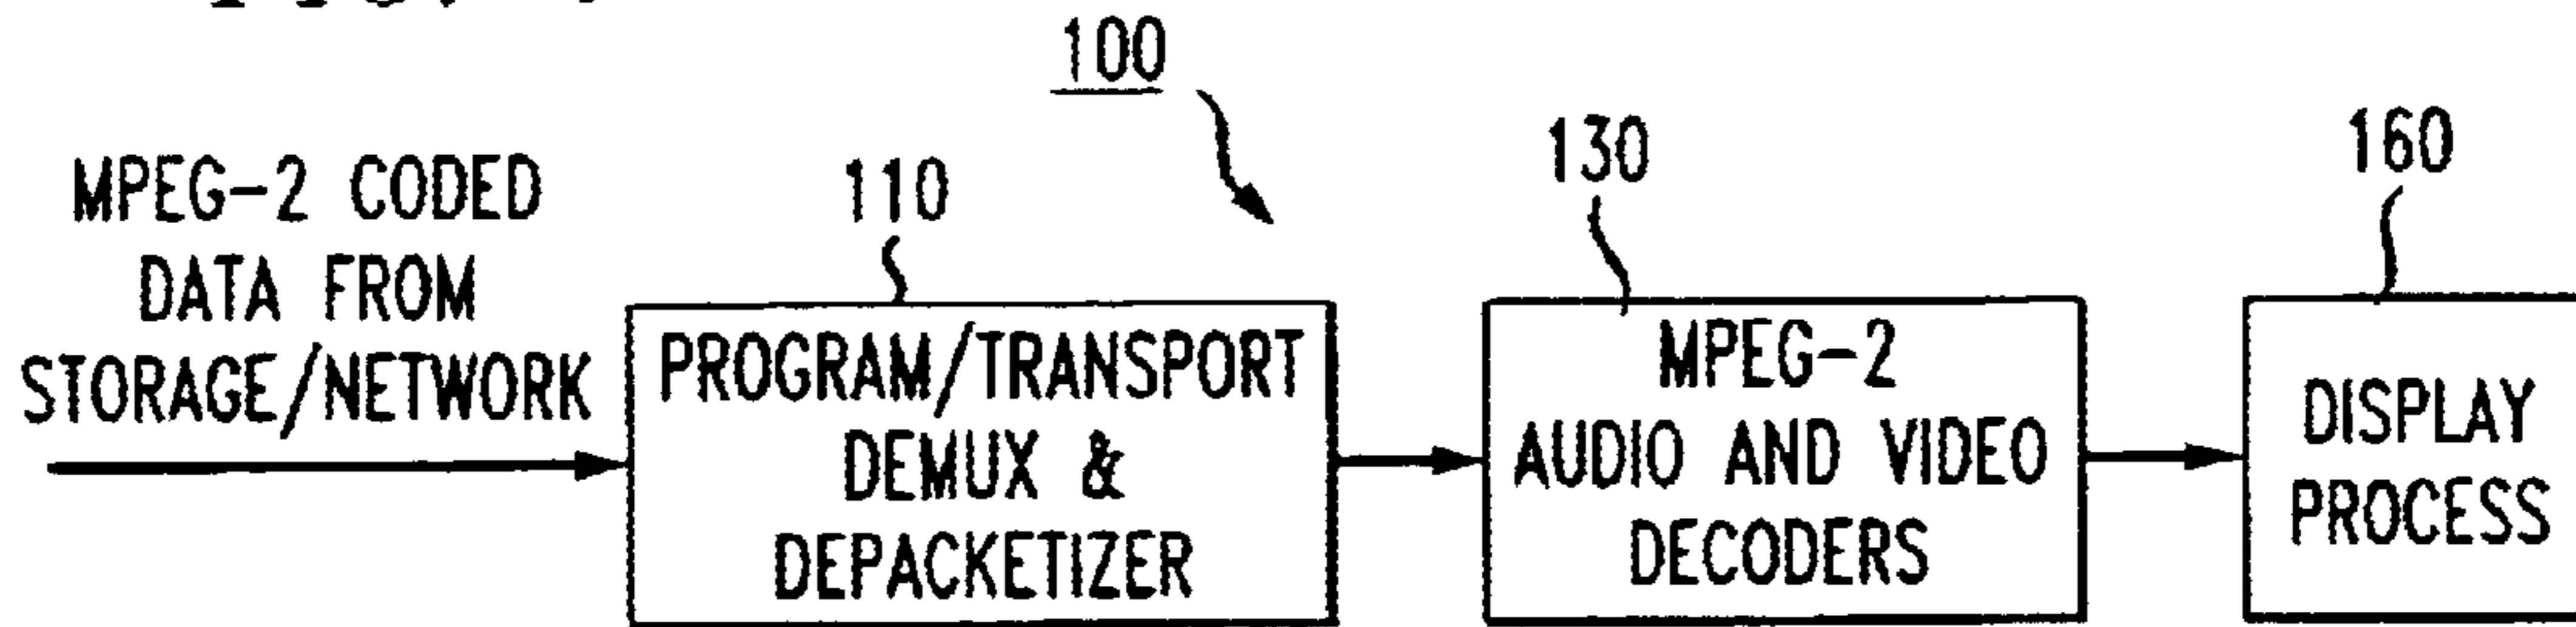 100
MPEG-2 CODED
DATA FROM
STORAGE/NETWORK
110
PROGRAM/TRANSPORT
DEMUX &
DEPACKETIZER
130
MPEG-2
AUDIO AND VIDEO
DECODERS
160
DISPLAY
PROCESS